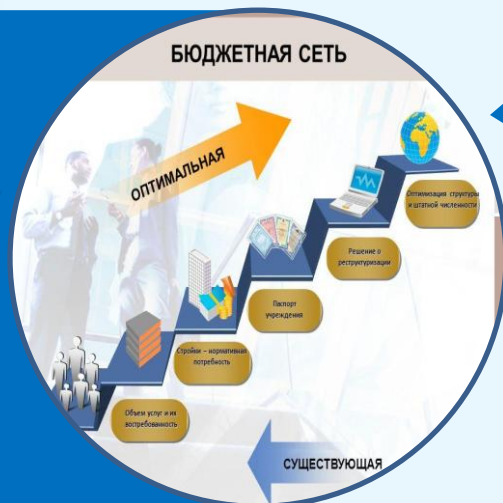 БЮДЖЕТНАЯ СЕТЬ
ОПТИМАЛЬНАЯ
Оптимизация структуры
и штатной численности
Решение о
реструктуризации
Паспорт
учреждения
Стройки – нормативная
потребность
Объем услуг и их
востребованность
СУЩЕСТВУЮЩАЯ